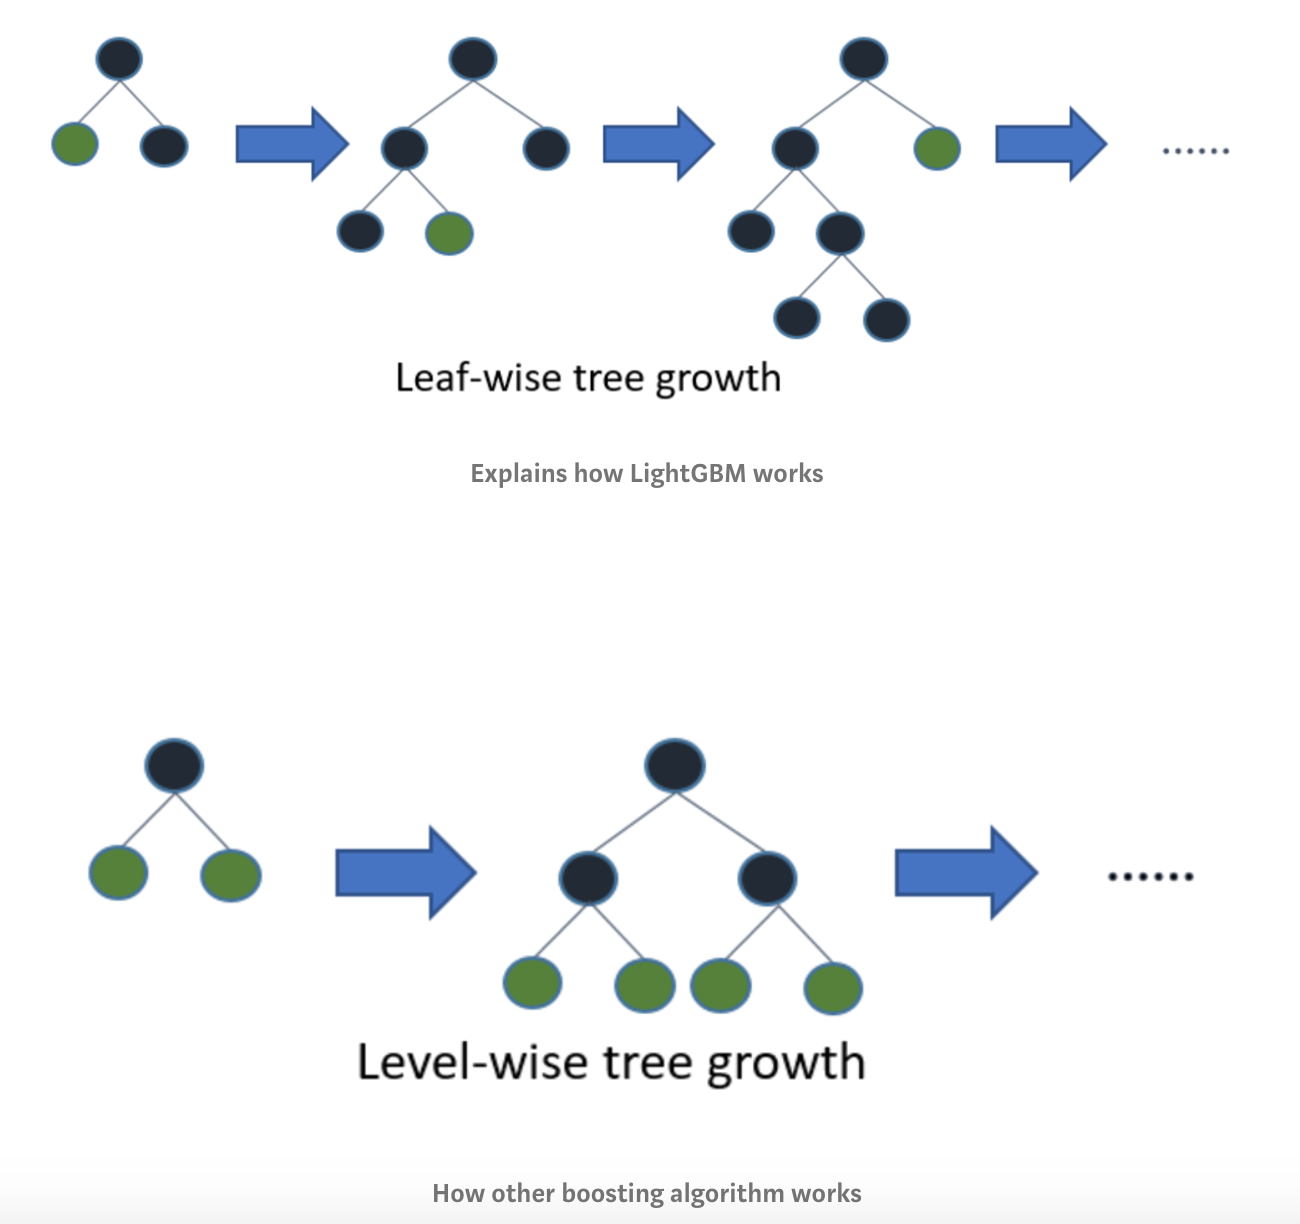 ......
Leaf-wise tree growth
Explains how LightGBM works
......
Level-wise tree growth
How other boosting algorithm works